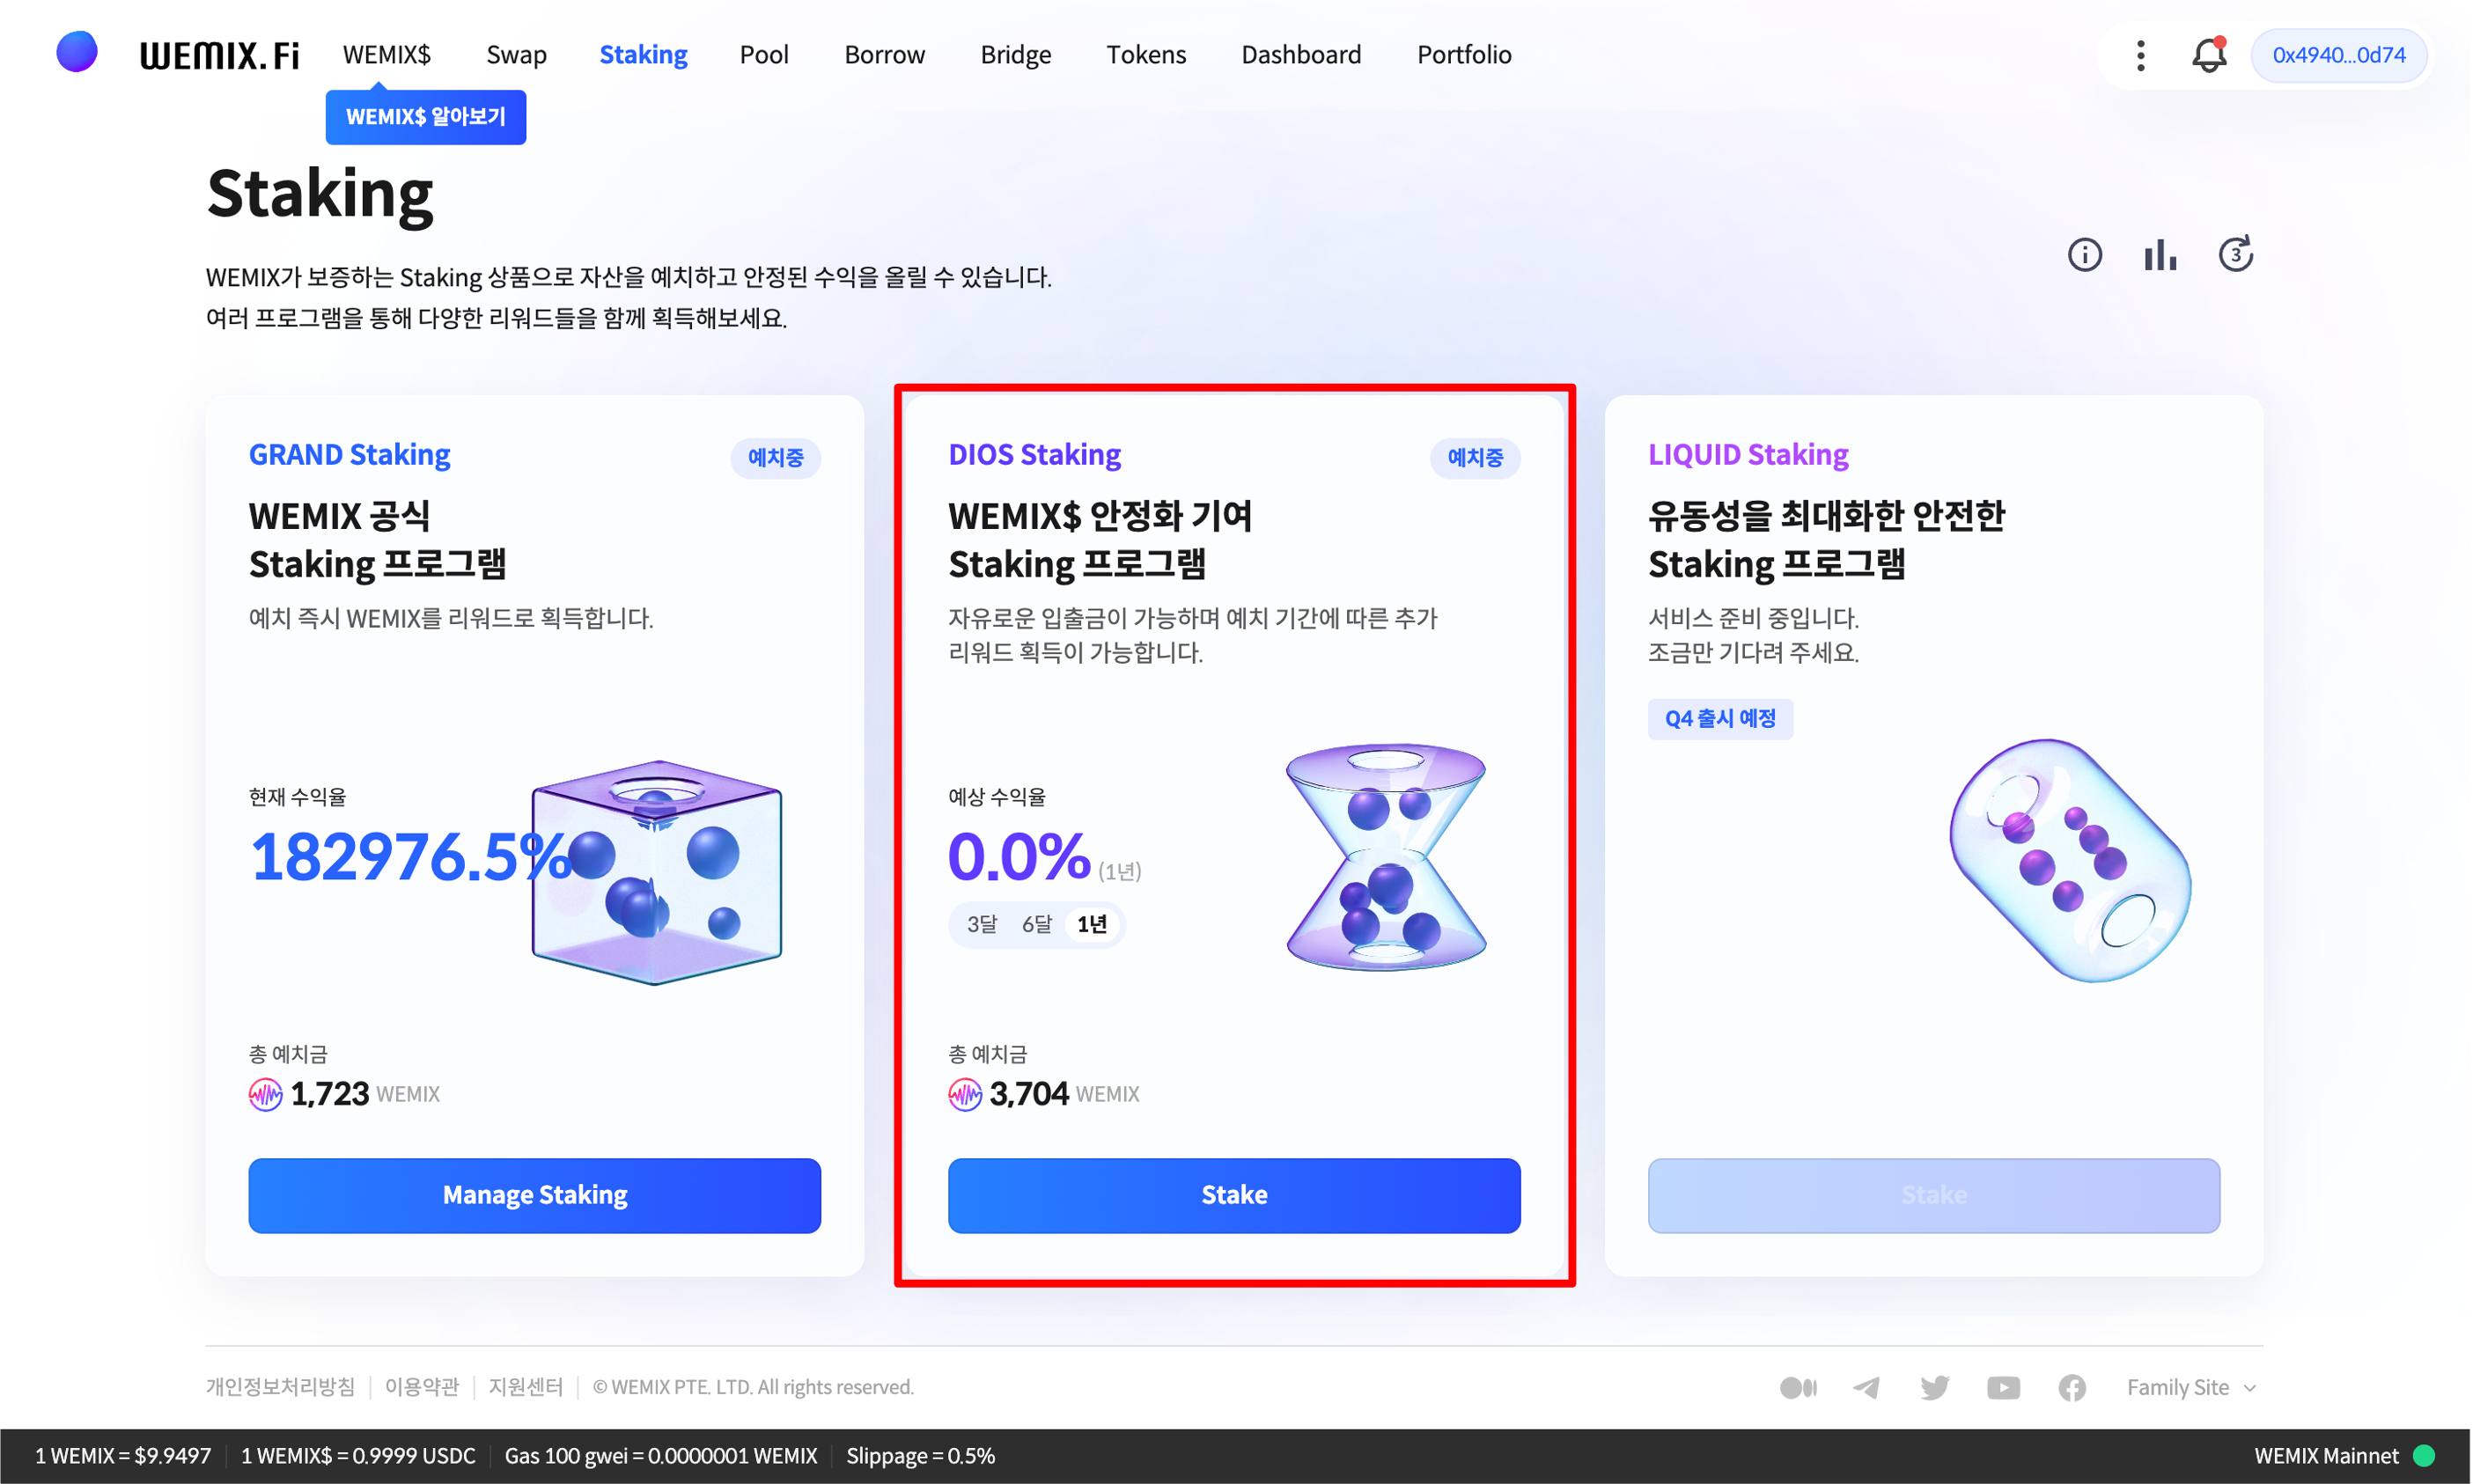 WEMIX.Fi
WEMIX$
Swap
Staking
Pool
Borrow
Bridge
Tokens
Dashboard
Portfolio
0x4940...0d74
WEMIX$ 알아보기
Staking
WEMIX가 보증하는 Staking 상품으로 자산을 예치하고 안정된 수익을 올릴 수 있습니다.
여러 프로그램을 통해 다양한 리워드들을 함께 획득해보세요.
3
GRAND Staking
예치중
WEMIX 공식
Staking 프로그램
예치 즉시 WEMIX를 리워드로 획득합니다.
현재 수익율
182976.5%
총 예치금
1,723 WEMIX
Manage Staking
DIOS Staking
예치중
WEMIX$ 안정화 기여
Staking 프로그램
자유로운 입출금이 가능하며 예치 기간에 따른 추가
리워드 획득이 가능합니다.
예상 수익율
0.0% (1년)
3달 6달 1년
총 예치금
3,704 WEMIX
Stake
LIQUID Staking
유동성을 최대화한 안전한
Staking 프로그램
서비스 준비 중입니다.
조금만 기다려 주세요.
Q4 출시 예정
Stake
개인정보처리방침
이용약관
지원센터
© WEMIX PTE. LTD. All rights reserved.
Family Site
1 WEMIX = $9.9497
1 WEMIX$ = 0.9999 USDC
Gas 100 gwei = 0.0000001 WEMIX
Slippage = 0.5%
WEMIX Mainnet